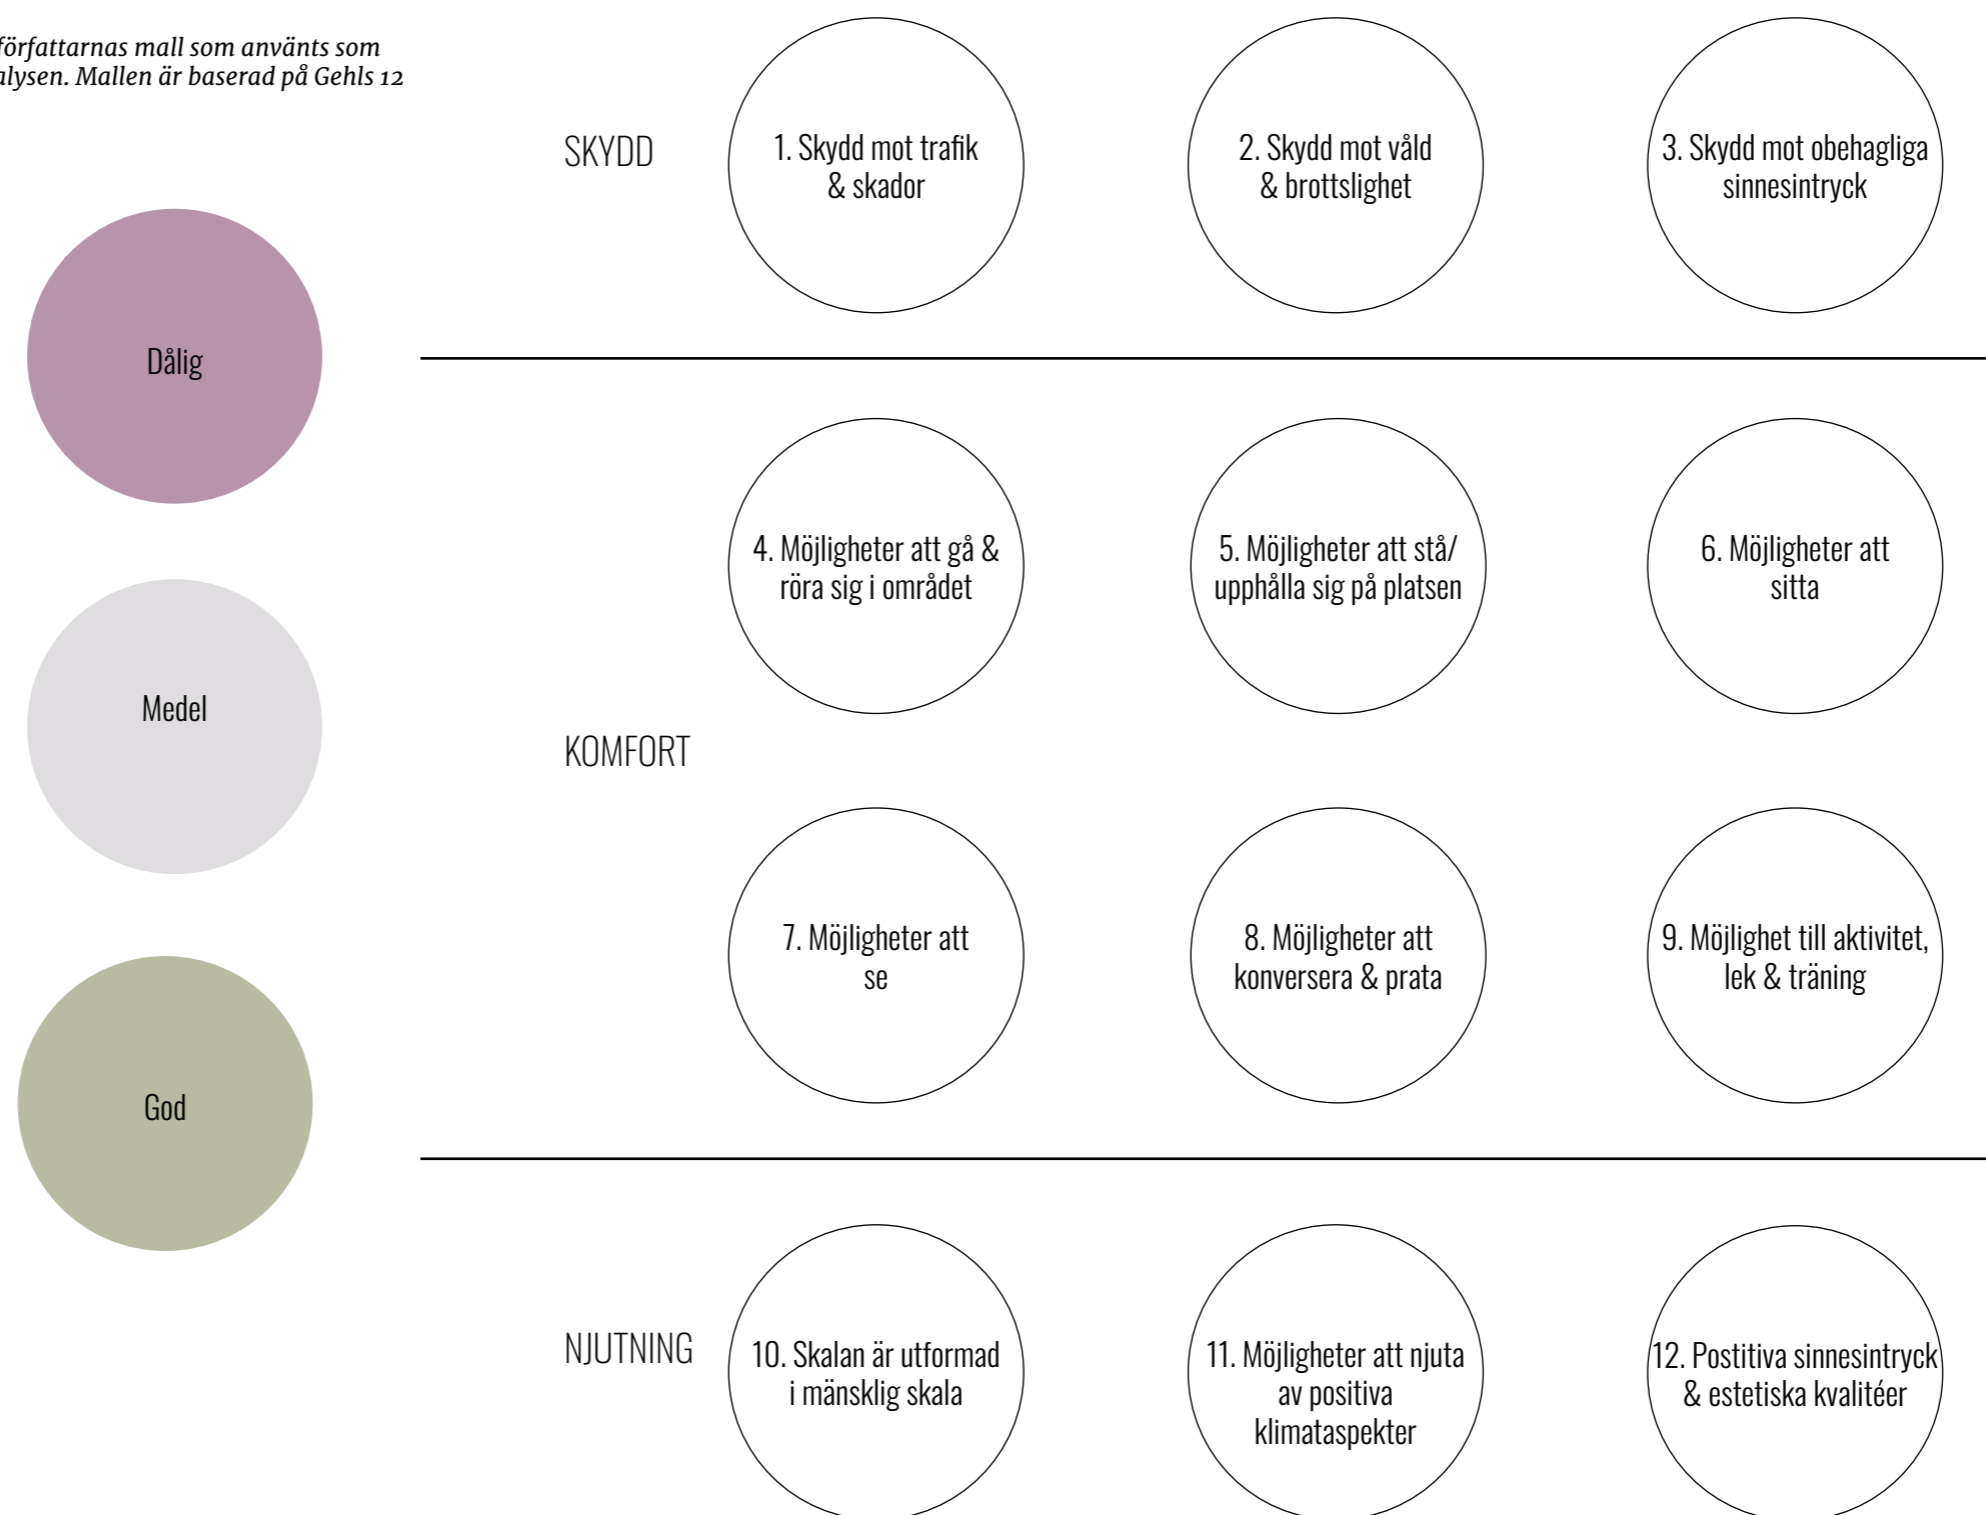 författarnas mall som använts som
alysen. Mallen är baserad på Gehls 12
Dålig
Medel
God
SKYDD
1. Skydd mot trafik
& skador
2. Skydd mot våld
& brottslighet
3. Skydd mot obehagliga
sinnesintryck
KOMFORT
4. Möjligheter att gå &
röra sig i området
5. Möjligheter att stå/
upphålla sig på platsen
6. Möjligheter att
sitta
7. Möjligheter att
se
8. Möjligheter att
konversera & prata
9. Möjlighet till aktivitet,
lek & träning
NJUTNING
10. Skalan är utformad
i mänsklig skala
11. Möjligheter att njuta
av positiva
klimataspekter
12. Postitiva sinnesintryck
& estetiska kvalitéer